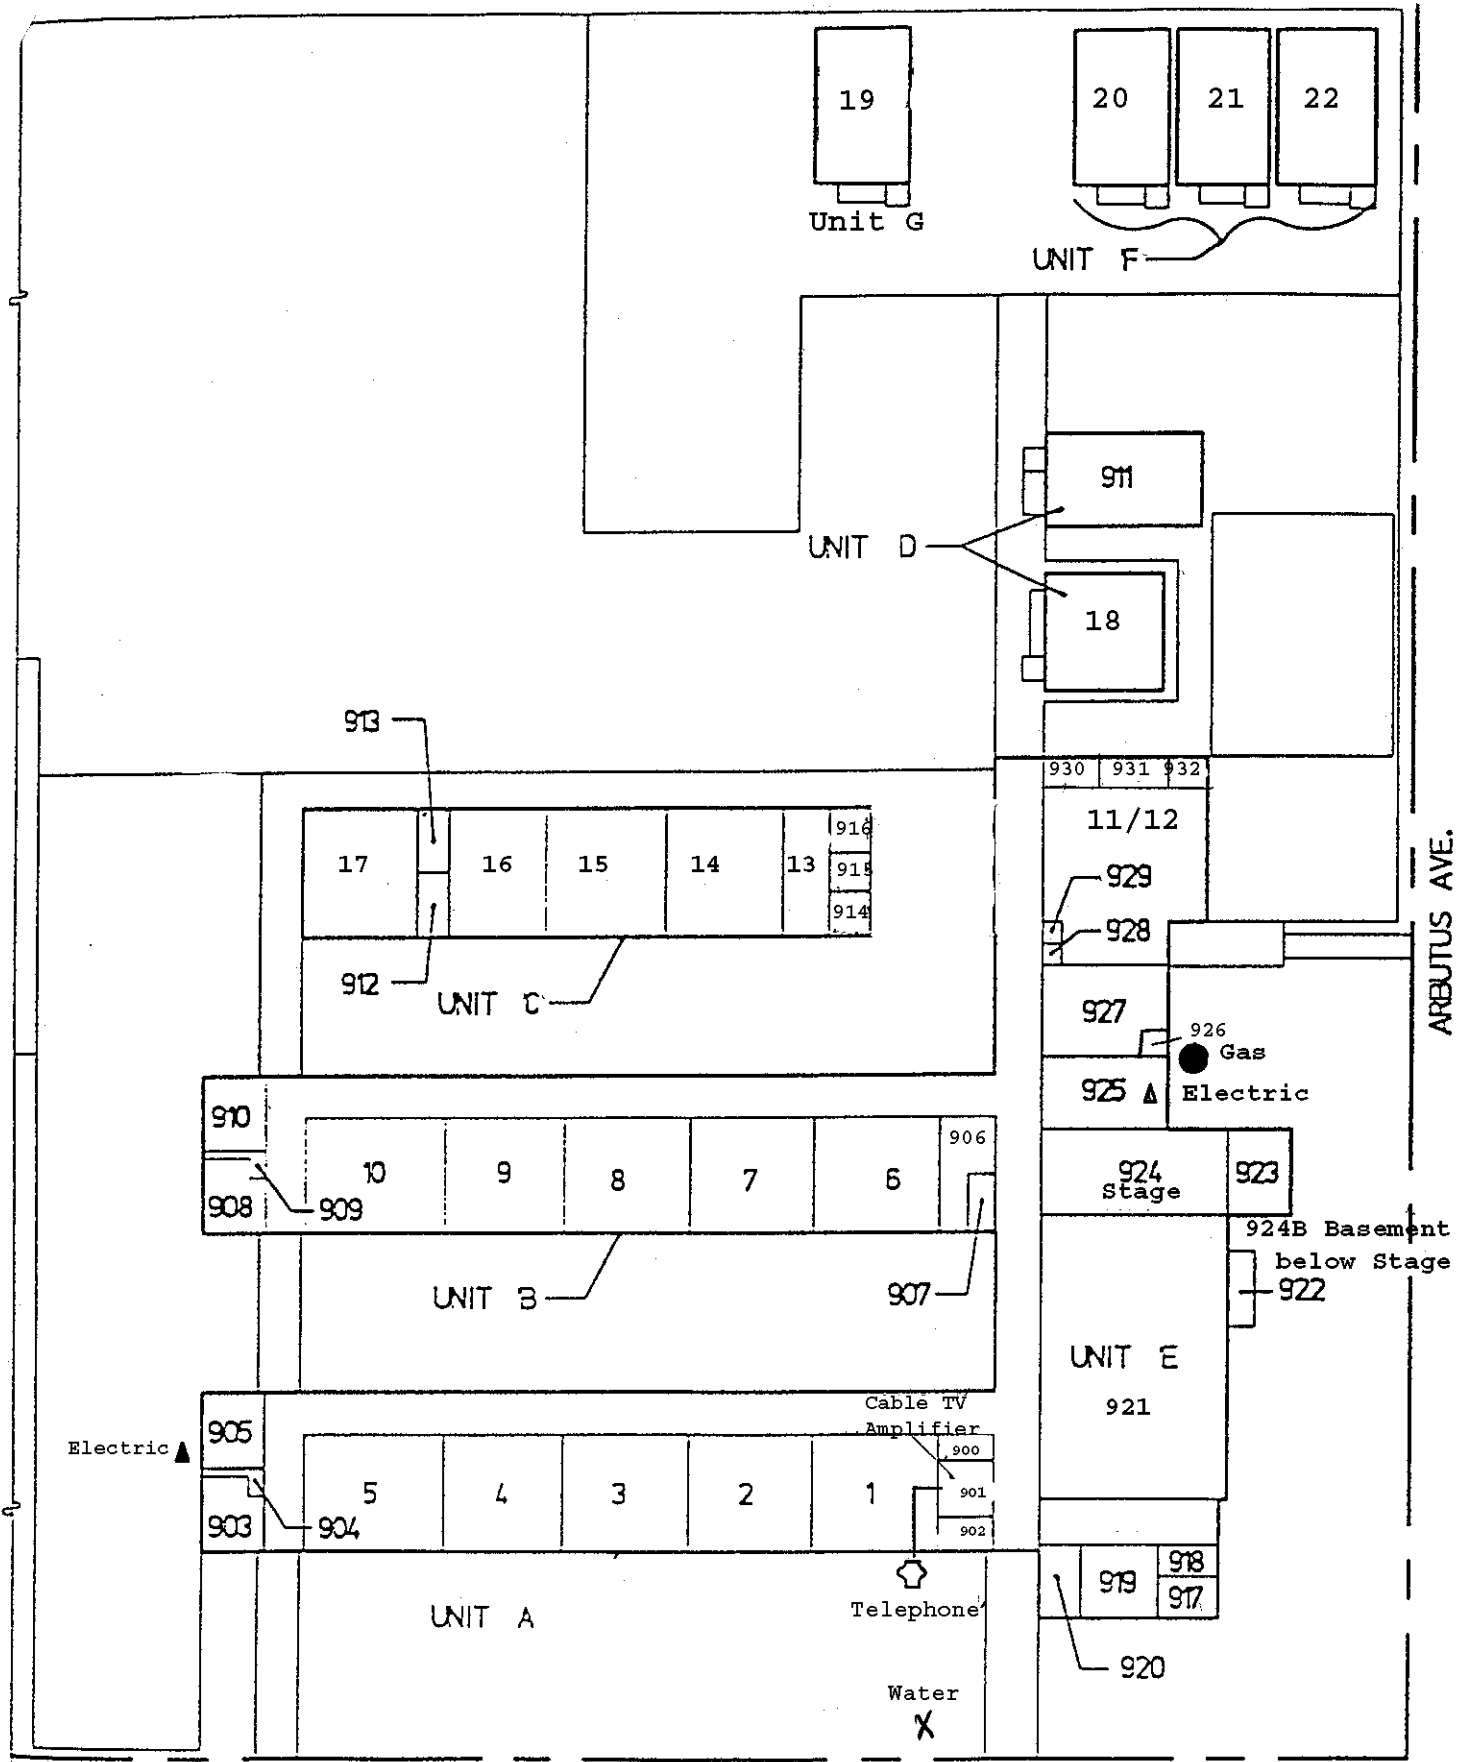 19
20
21
22
Unit G
UNIT F
911
UNIT D
18
913
930
931
932
11/12
17
16
15
14
13
916
915
914
929
928
912
UNIT C
927
926
Gas
925
Electric
ARBUTUS AVE.
910
908
909
10
9
8
7
6
906
907
924
Stage
923
924B Basement
below Stage
922
UNIT B
UNIT E
921
Cable TV
Amplifier
905
Electric
903
904
5
4
3
2
1
900
901
902
918
919
917
Telephone
UNIT A
920
Water
X